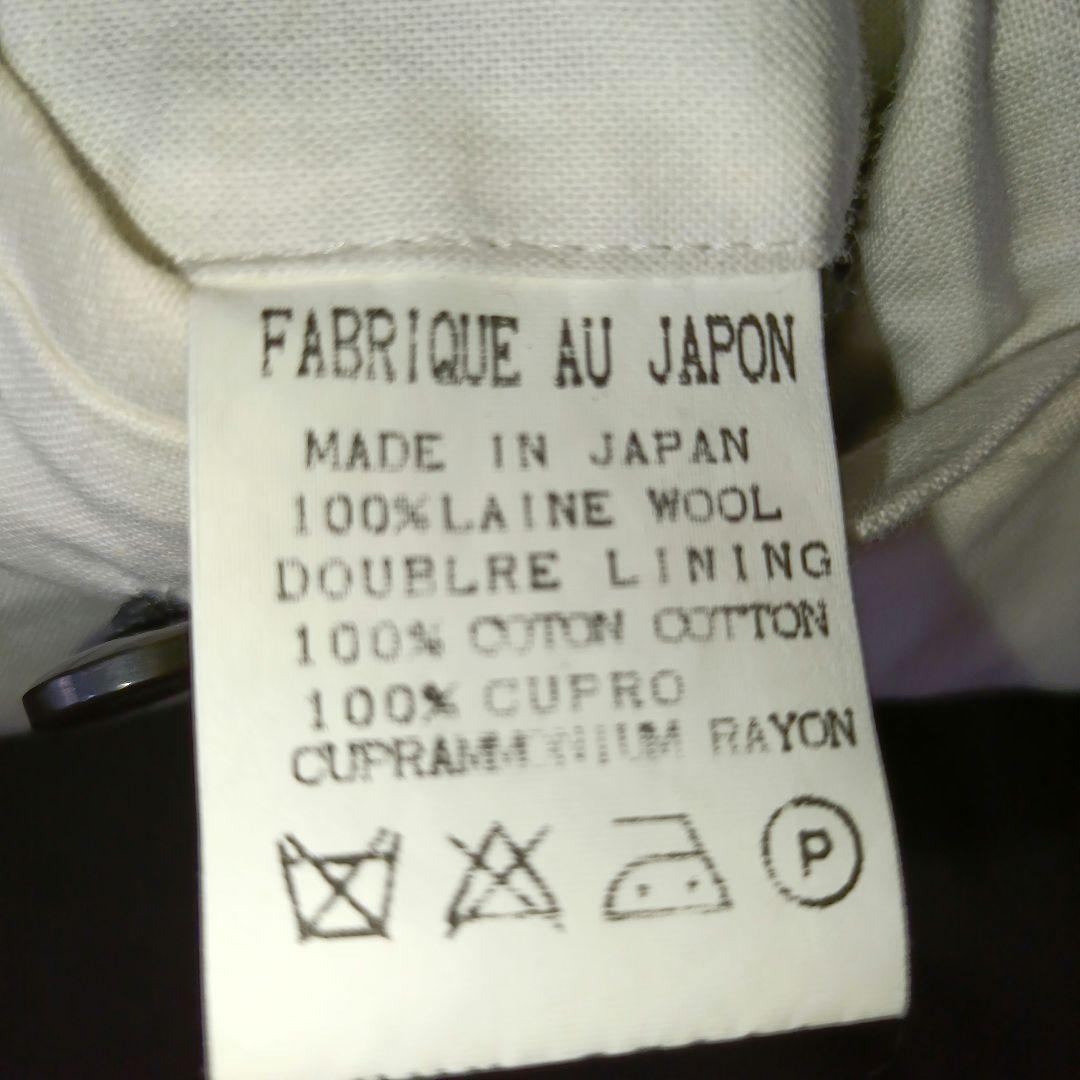 FABRIQUE AU JAPON
MADE IN JAPAN
100%LAINE WOOL
DOUBLRE LINING
100% COTON COTTON
100% CUPRO
CUPRAMMONIUM RAYON
P